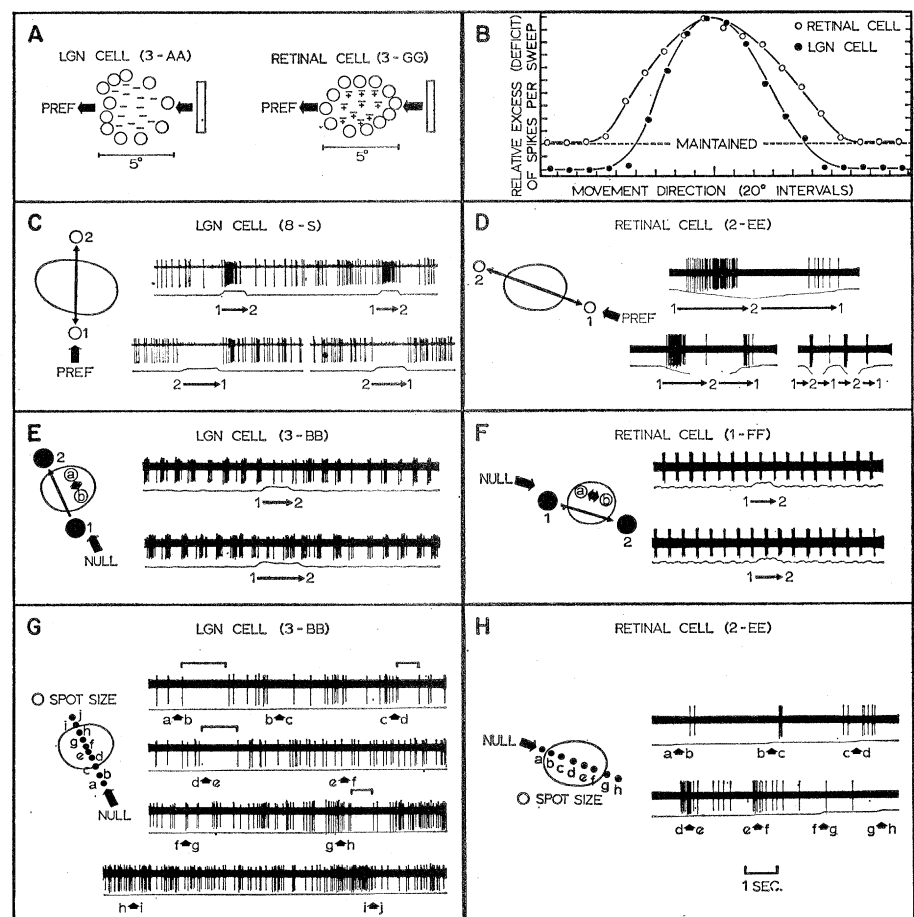 A
LGN CELL (3-AA)
RETINAL CELL (3-GG)
PREF
PREF
5°
5°
B
RELATIVE EXCESS (DEFICIT)
OF SPIKES PER SWEEP
RETINAL CELL
LGN CELL
MAINTAINED
MOVEMENT DIRECTION (20° INTERVALS)
C
LGN CELL (8-S)
2
1
PREF
1→2
1→2
2→1
2→1
D
RETINAL CELL (2-EE)
2
1
PREF
1→2→1
1→2→1
1→2→1→2→1
E
LGN CELL (3-BB)
2
a
b
1
NULL
1→2
1→2
F
RETINAL CELL (1-FF)
NULL
a b
1
2
1→2
1→2
G
LGN CELL (3-BB)
SPOT SIZE
j
i
h
g
f
e
d
c
b
a
NULL
a b
b c
c d
d e
e f
f g
g h
h i
i j
H
RETINAL CELL (2-EE)
NULL
a b c d e f g h
SPOT SIZE
a b
b c
c d
d e
e f
f g
g h
1 SEC.